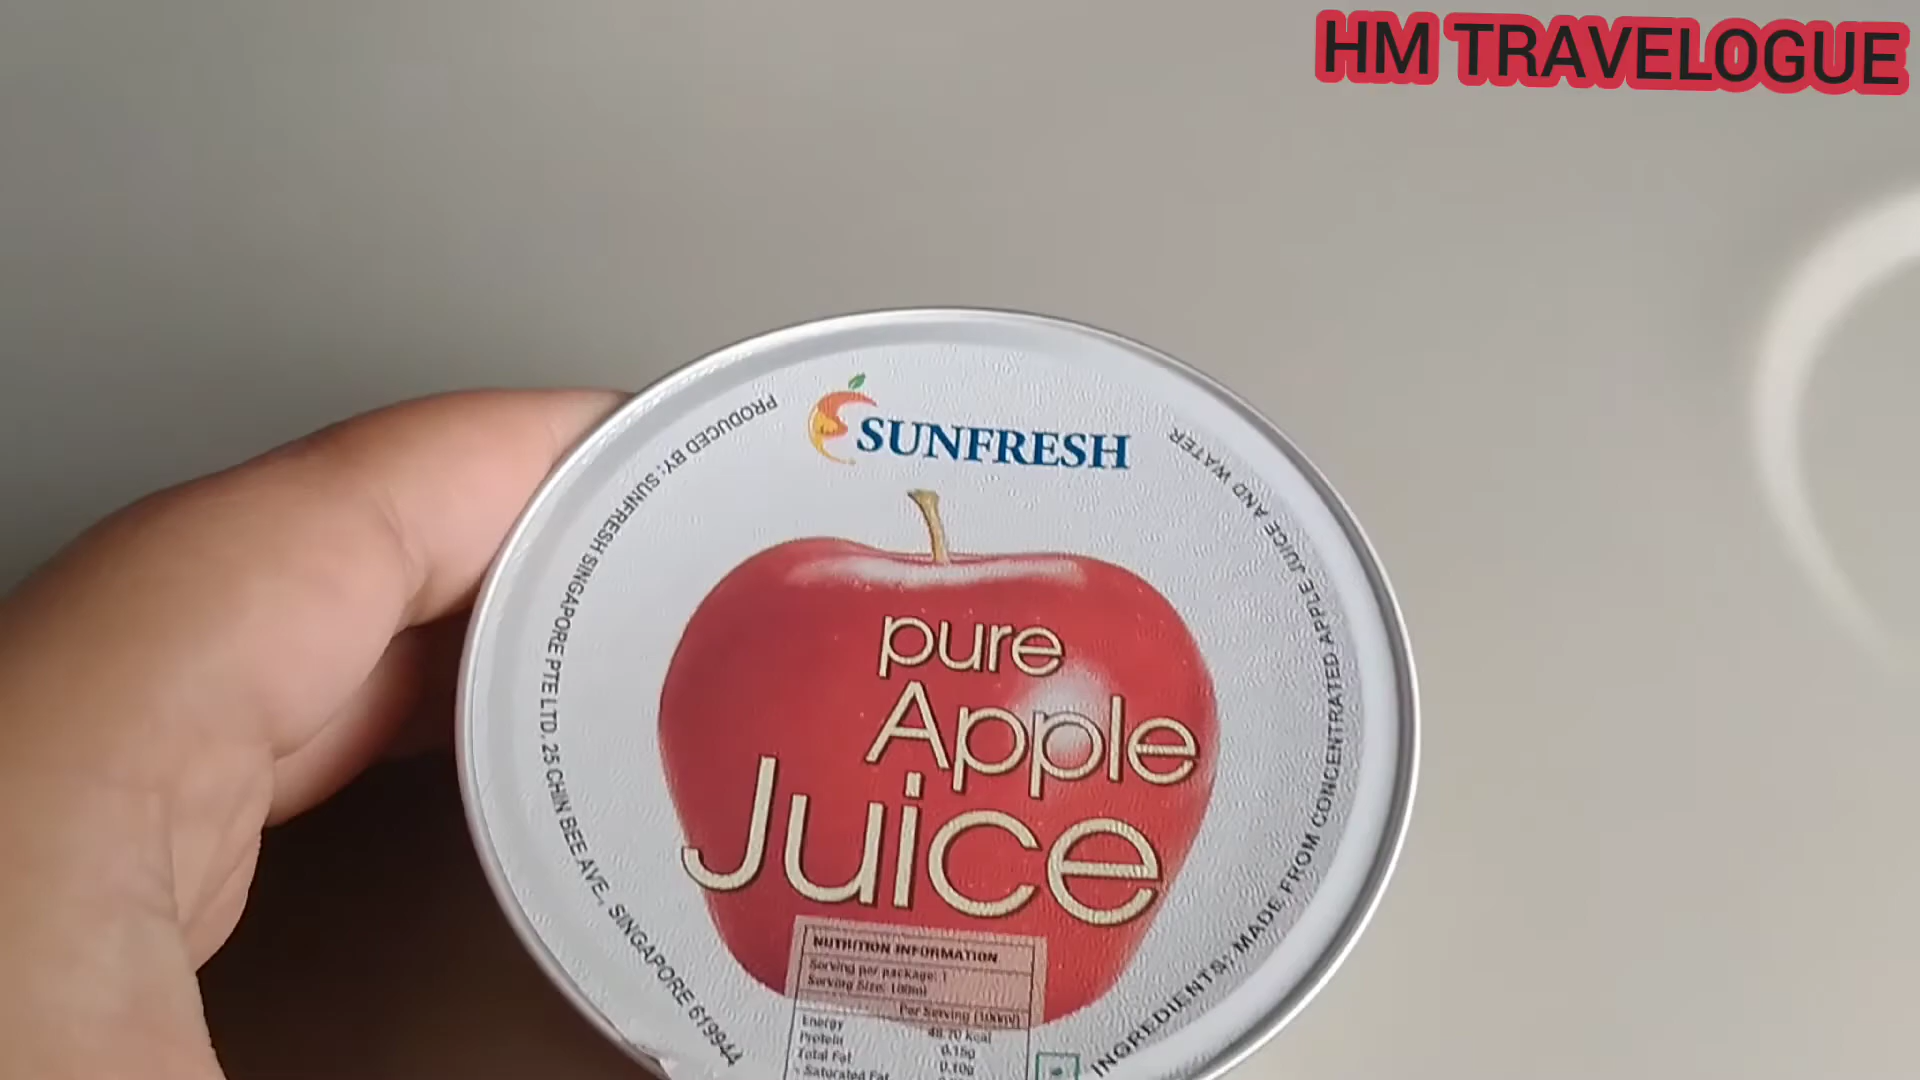 HM TRAVELOGUE
SUNFRESH
pure
Apple
Juice
PRODUCED BY: SUNFRESH SINGAPORE PTE LTD. 25 CHIN BEE AVE., SINGAPORE 619944
INGREDIENTS: MADE FROM CONCENTRATED APPLE JUICE AND WATER
NUTRITION INFORMATION
Serving per package: 1
Serving Size: 100ml
Per Serving (100ml)
Energy 48.70 kcal
Protein 0.15g
Total Fat 0.10g
- Saturated Fat